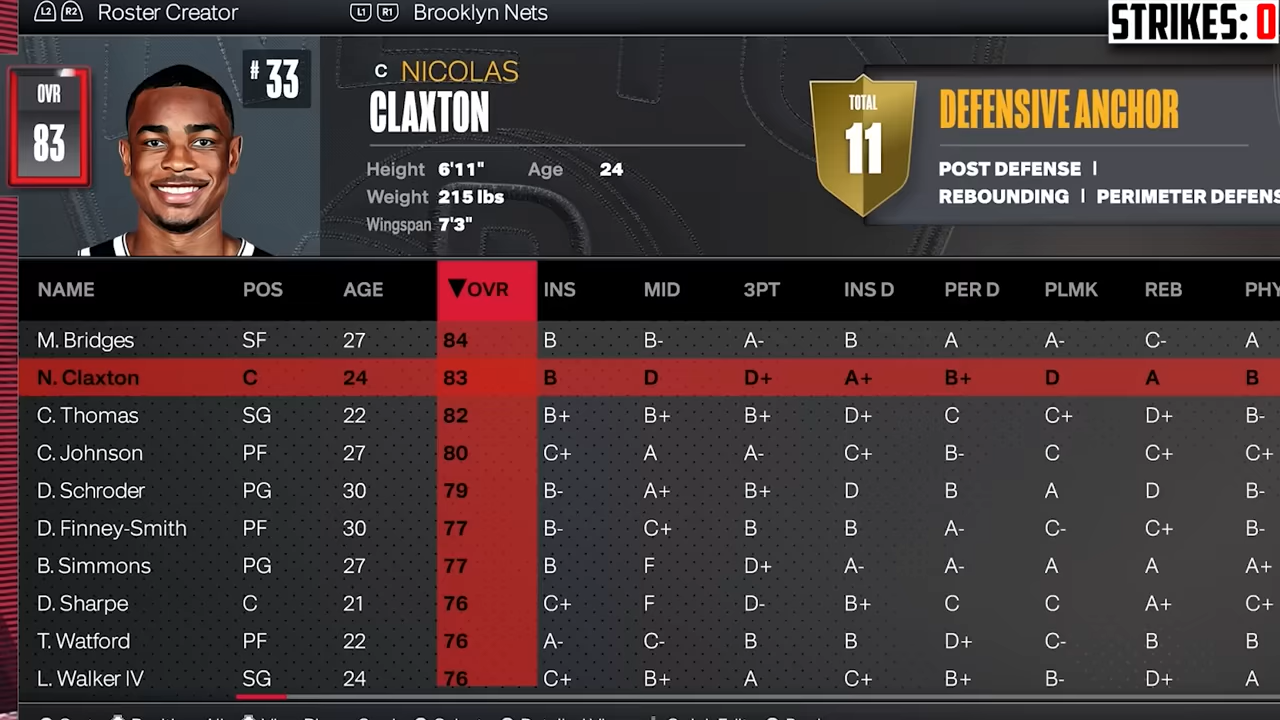 L2 R2 Roster Creator L1 R1 Brooklyn Nets STRIKES: 0
OVR
83
#33
C NICOLAS
CLAXTON
Height 6'11" Age 24
Weight 215 lbs
Wingspan 7'3"
TOTAL
11
DEFENSIVE ANCHOR
POST DEFENSE |
REBOUNDING | PERIMETER DEFENS
NAME POS AGE ▼OVR INS MID 3PT INS D PER D PLMK REB PHY
M. Bridges SF 27 84 B B- A- B A A- C- A
N. Claxton C 24 83 B D D+ A+ B+ D A B
C. Thomas SG 22 82 B+ B+ B+ D+ C C+ D+ B-
C. Johnson PF 27 80 C+ A A- C+ B- C C+ C+
D. Schroder PG 30 79 B- A+ B+ D B A D B-
D. Finney-Smith PF 30 77 B- C+ B B A- C- C+ B-
B. Simmons PG 27 77 B F D+ A- A- A A A+
D. Sharpe C 21 76 C+ F D- B+ C C A+ C+
T. Watford PF 22 76 A- C- B B D+ C- B B
L. Walker IV SG 24 76 C+ B+ A C+ B+ B- D+ A